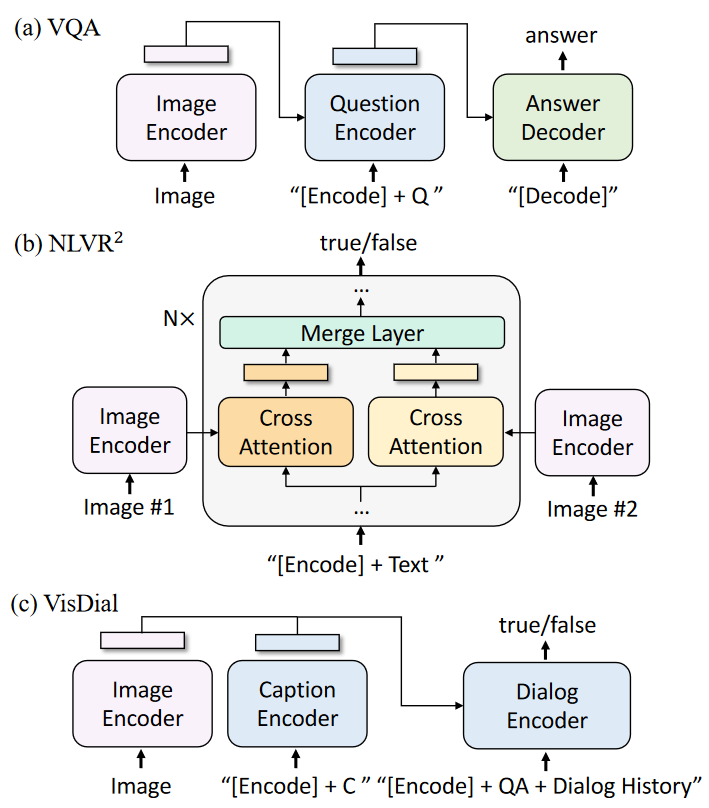 (a) VQA
answer
Image
Encoder
Question
Encoder
Answer
Decoder
Image
“[Encode] + Q ”
“[Decode]”
(b) NLVR²
true/false
...
N×
Merge Layer
Image
Encoder
Cross
Attention
Cross
Attention
Image
Encoder
Image #1
...
Image #2
“[Encode] + Text ”
(c) VisDial
true/false
Image
Encoder
Caption
Encoder
Dialog
Encoder
Image
“[Encode] + C ”
“[Encode] + QA + Dialog History”